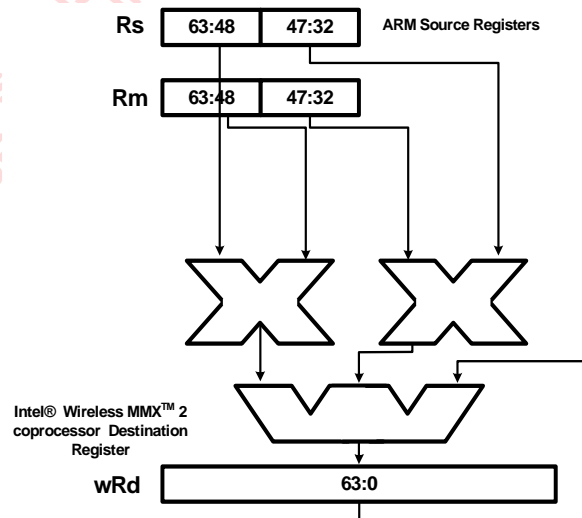 Rs 63:48 47:32 ARM Source Registers
Rm 63:48 47:32
Intel® Wireless MMX™ 2
coprocessor Destination
Register
wRd 63:0